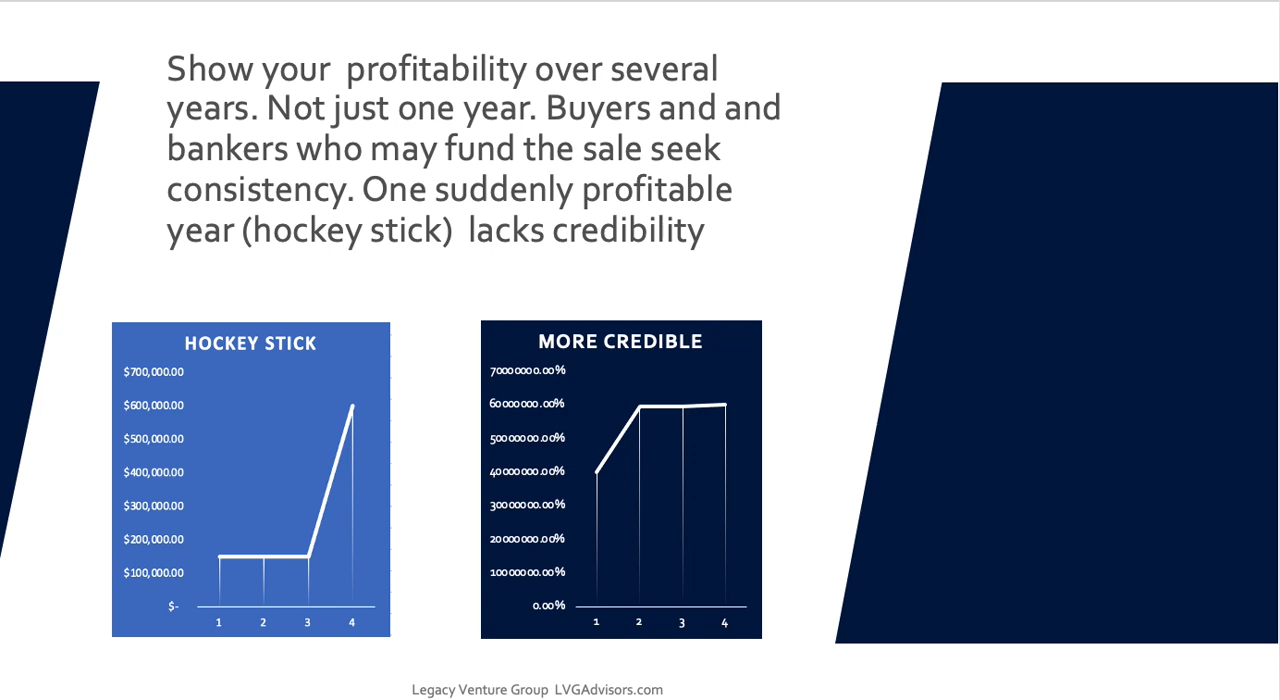 Show your  profitability over several
years. Not just one year. Buyers and and
bankers who may fund the sale seek
consistency. One suddenly profitable
year (hockey stick)  lacks credibility
HOCKEY STICK
$700,000.00
$600,000.00
$500,000.00
$400,000.00
$300,000.00
$200,000.00
$100,000.00
$-
1 2 3 4
MORE CREDIBLE
70000000.00%
60000000.00%
50000000.00%
40000000.00%
30000000.00%
20000000.00%
10000000.00%
0.00%
1 2 3 4
Legacy Venture Group  LVGAdvisors.com